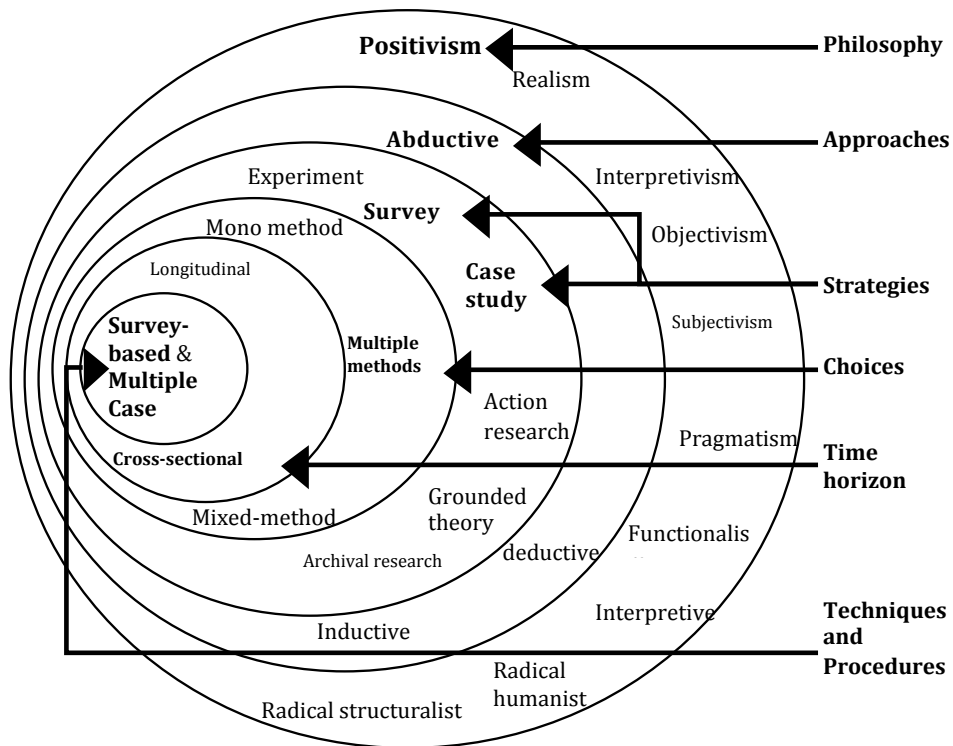 Positivism
Philosophy
Realism
Abductive
Approaches
Experiment
Interpretivism
Survey
Mono method
Objectivism
Longitudinal
Case
study
Strategies
Subjectivism
Survey-
based &
Multiple
Case
Multiple
methods
Choices
Action
research
Pragmatism
Cross-sectional
Time
horizon
Grounded
theory
Mixed-method
Functionalis
deductive
Archival research
Interpretive
Techniques
and
Procedures
Inductive
Radical
humanist
Radical structuralist